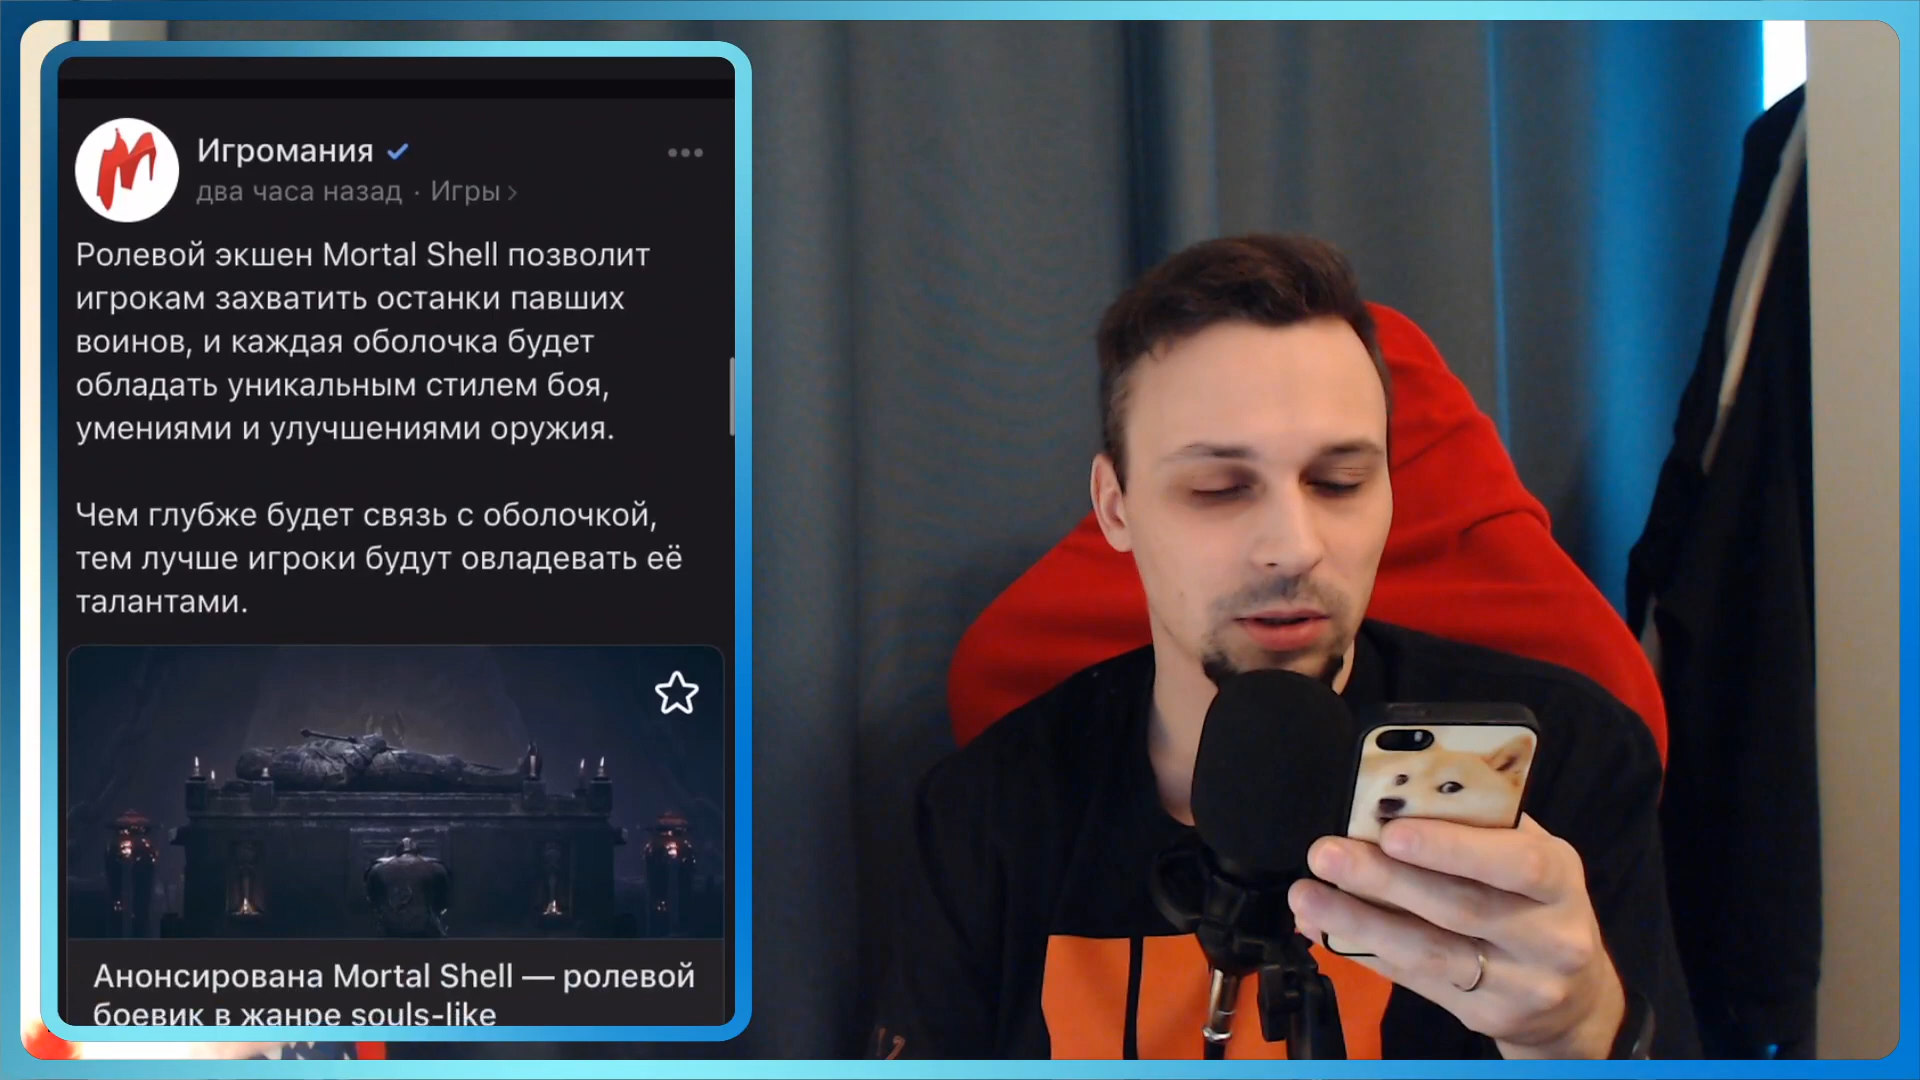 Игромания
два часа назад · Игры >
Ролевой экшен Mortal Shell позволит
игрокам захватить останки павших
воинов, и каждая оболочка будет
обладать уникальным стилем боя,
умениями и улучшениями оружия.
Чем глубже будет связь с оболочкой,
тем лучше игроки будут овладевать её
талантами.
Анонсирована Mortal Shell — ролевой
боевик в жанре souls-like